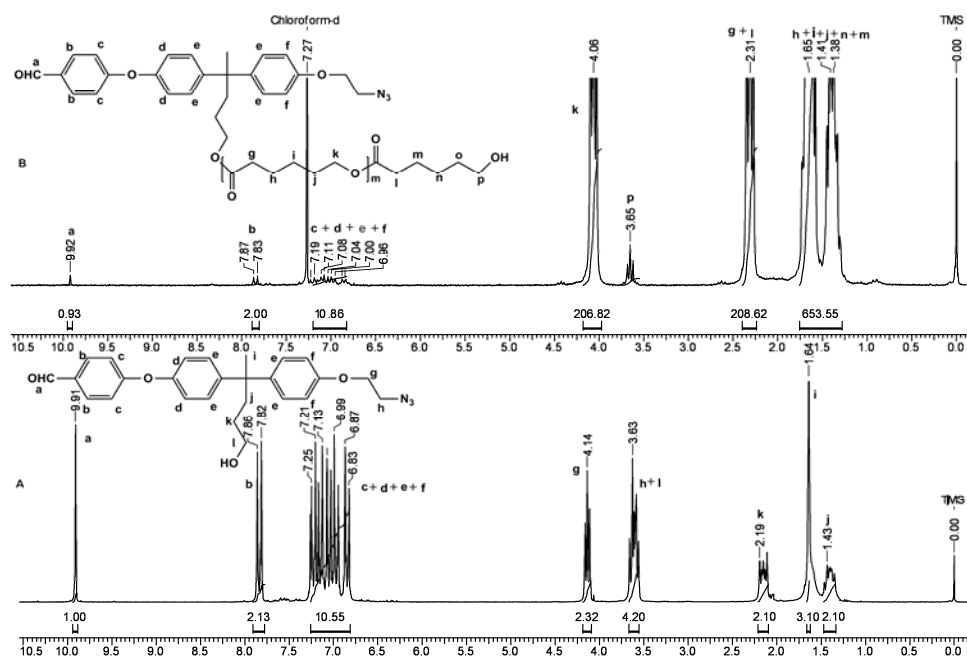 Chloroform-d
TMS
7.27
4.06
g + l
2.31
h + i + j + n + m
1.65
1.41
1.38
0.00
b c d e e f
OHC
a
O
O
N3
b c d e e f
k
B
O
g i k O m o OH
O h j O m l n p
O
a
9.92
b
7.87
7.83
c + d + e + f
7.19
7.11
7.08
7.04
7.00
6.96
p
3.65
0.93 2.00 10.86 206.82 208.62 653.55
10.5 10.0 9.5 9.0 8.5 8.0 7.5 7.0 6.5 6.0 5.5 5.0 4.5 4.0 3.5 3.0 2.5 2.0 1.5 1.0 0.5 0.0
b c d e i e f g
OHC
a
O
O
N3
b c d e j e f h
k
l
HO
9.91
a
7.86
7.82
b
7.25
7.21
7.13
6.99
6.87
6.83
c + d + e + f
A
g
4.14
3.63
h + l
k
2.19
1.64
i
j
1.43
TMS
0.00
1.00 2.13 10.55 2.32 4.20 2.10 3.10 2.10
10.5 10.0 9.5 9.0 8.5 8.0 7.5 7.0 6.5 6.0 5.5 5.0 4.5 4.0 3.5 3.0 2.5 2.0 1.5 1.0 0.5 0.0